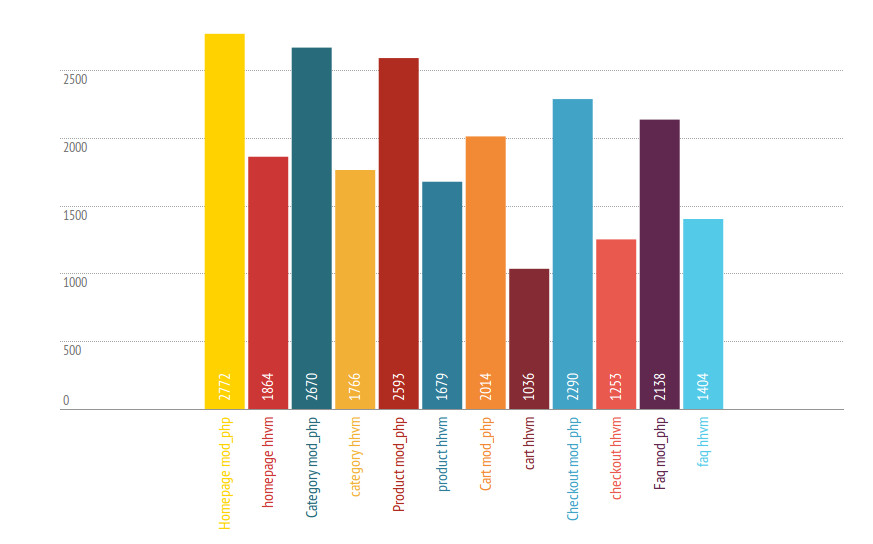 2500
2000
1500
1000
500
0
2772
1864
2670
1766
2593
1679
2014
1036
2290
1253
2138
1404
Homepage mod_php
homepage hhvm
Category mod_php
category hhvm
Product mod_php
product hhvm
Cart mod_php
cart hhvm
Checkout mod_php
checkout hhvm
Faq mod_php
faq hhvm